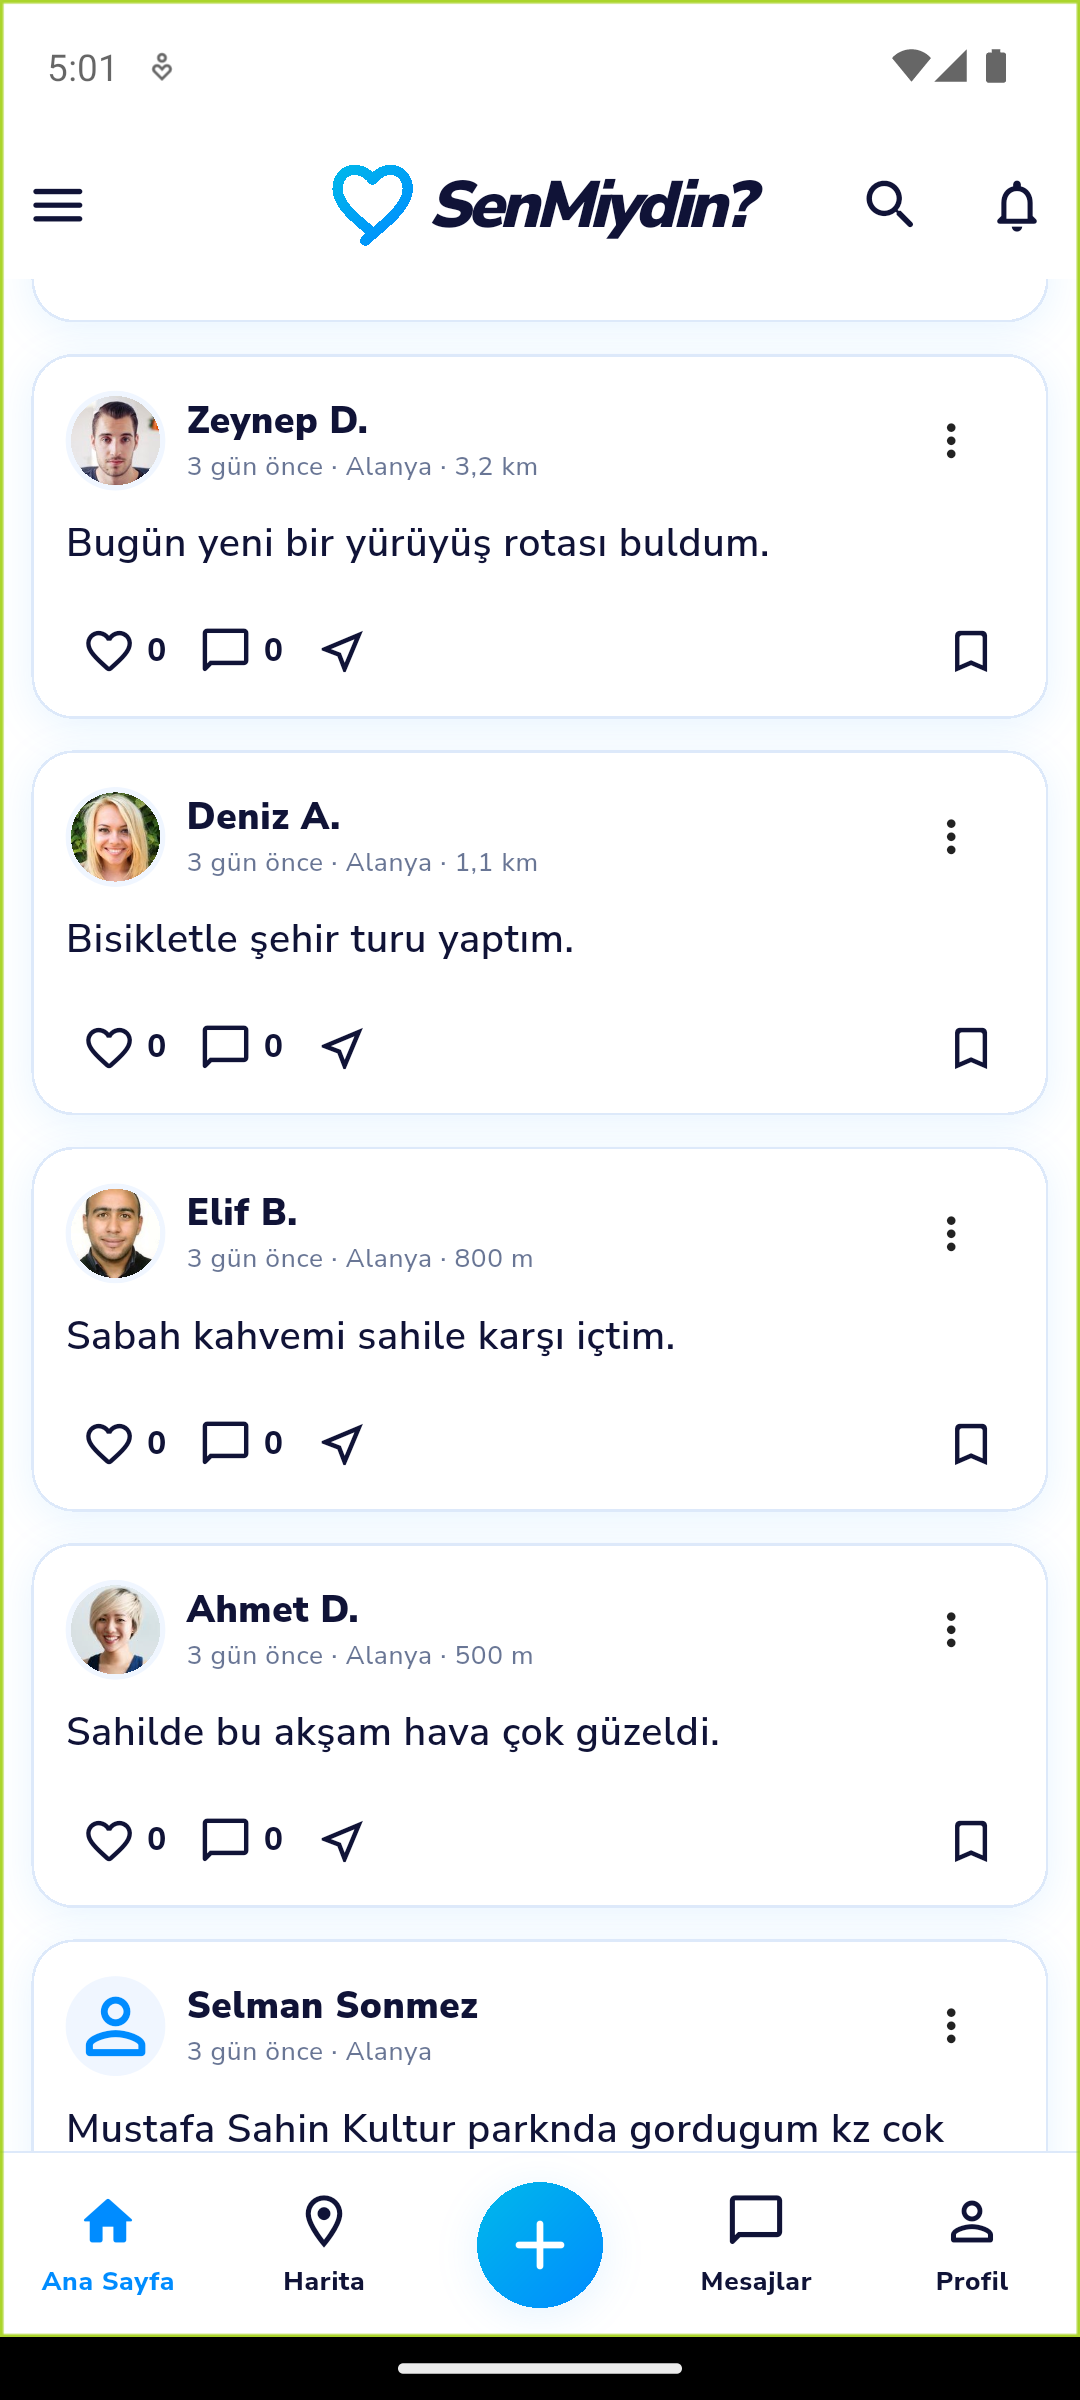 5:01
SenMiydin?
Zeynep D.
3 gün önce · Alanya · 3,2 km
Bugün yeni bir yürüyüş rotası buldum.
0 0
Deniz A.
3 gün önce · Alanya · 1,1 km
Bisikletle şehir turu yaptım.
0 0
Elif B.
3 gün önce · Alanya · 800 m
Sabah kahvemi sahile karşı içtim.
0 0
Ahmet D.
3 gün önce · Alanya · 500 m
Sahilde bu akşam hava çok güzeldi.
0 0
Selman Sonmez
3 gün önce · Alanya
Mustafa Sahin Kultur parknda gordugum kz cok
Ana Sayfa Harita Mesajlar Profil